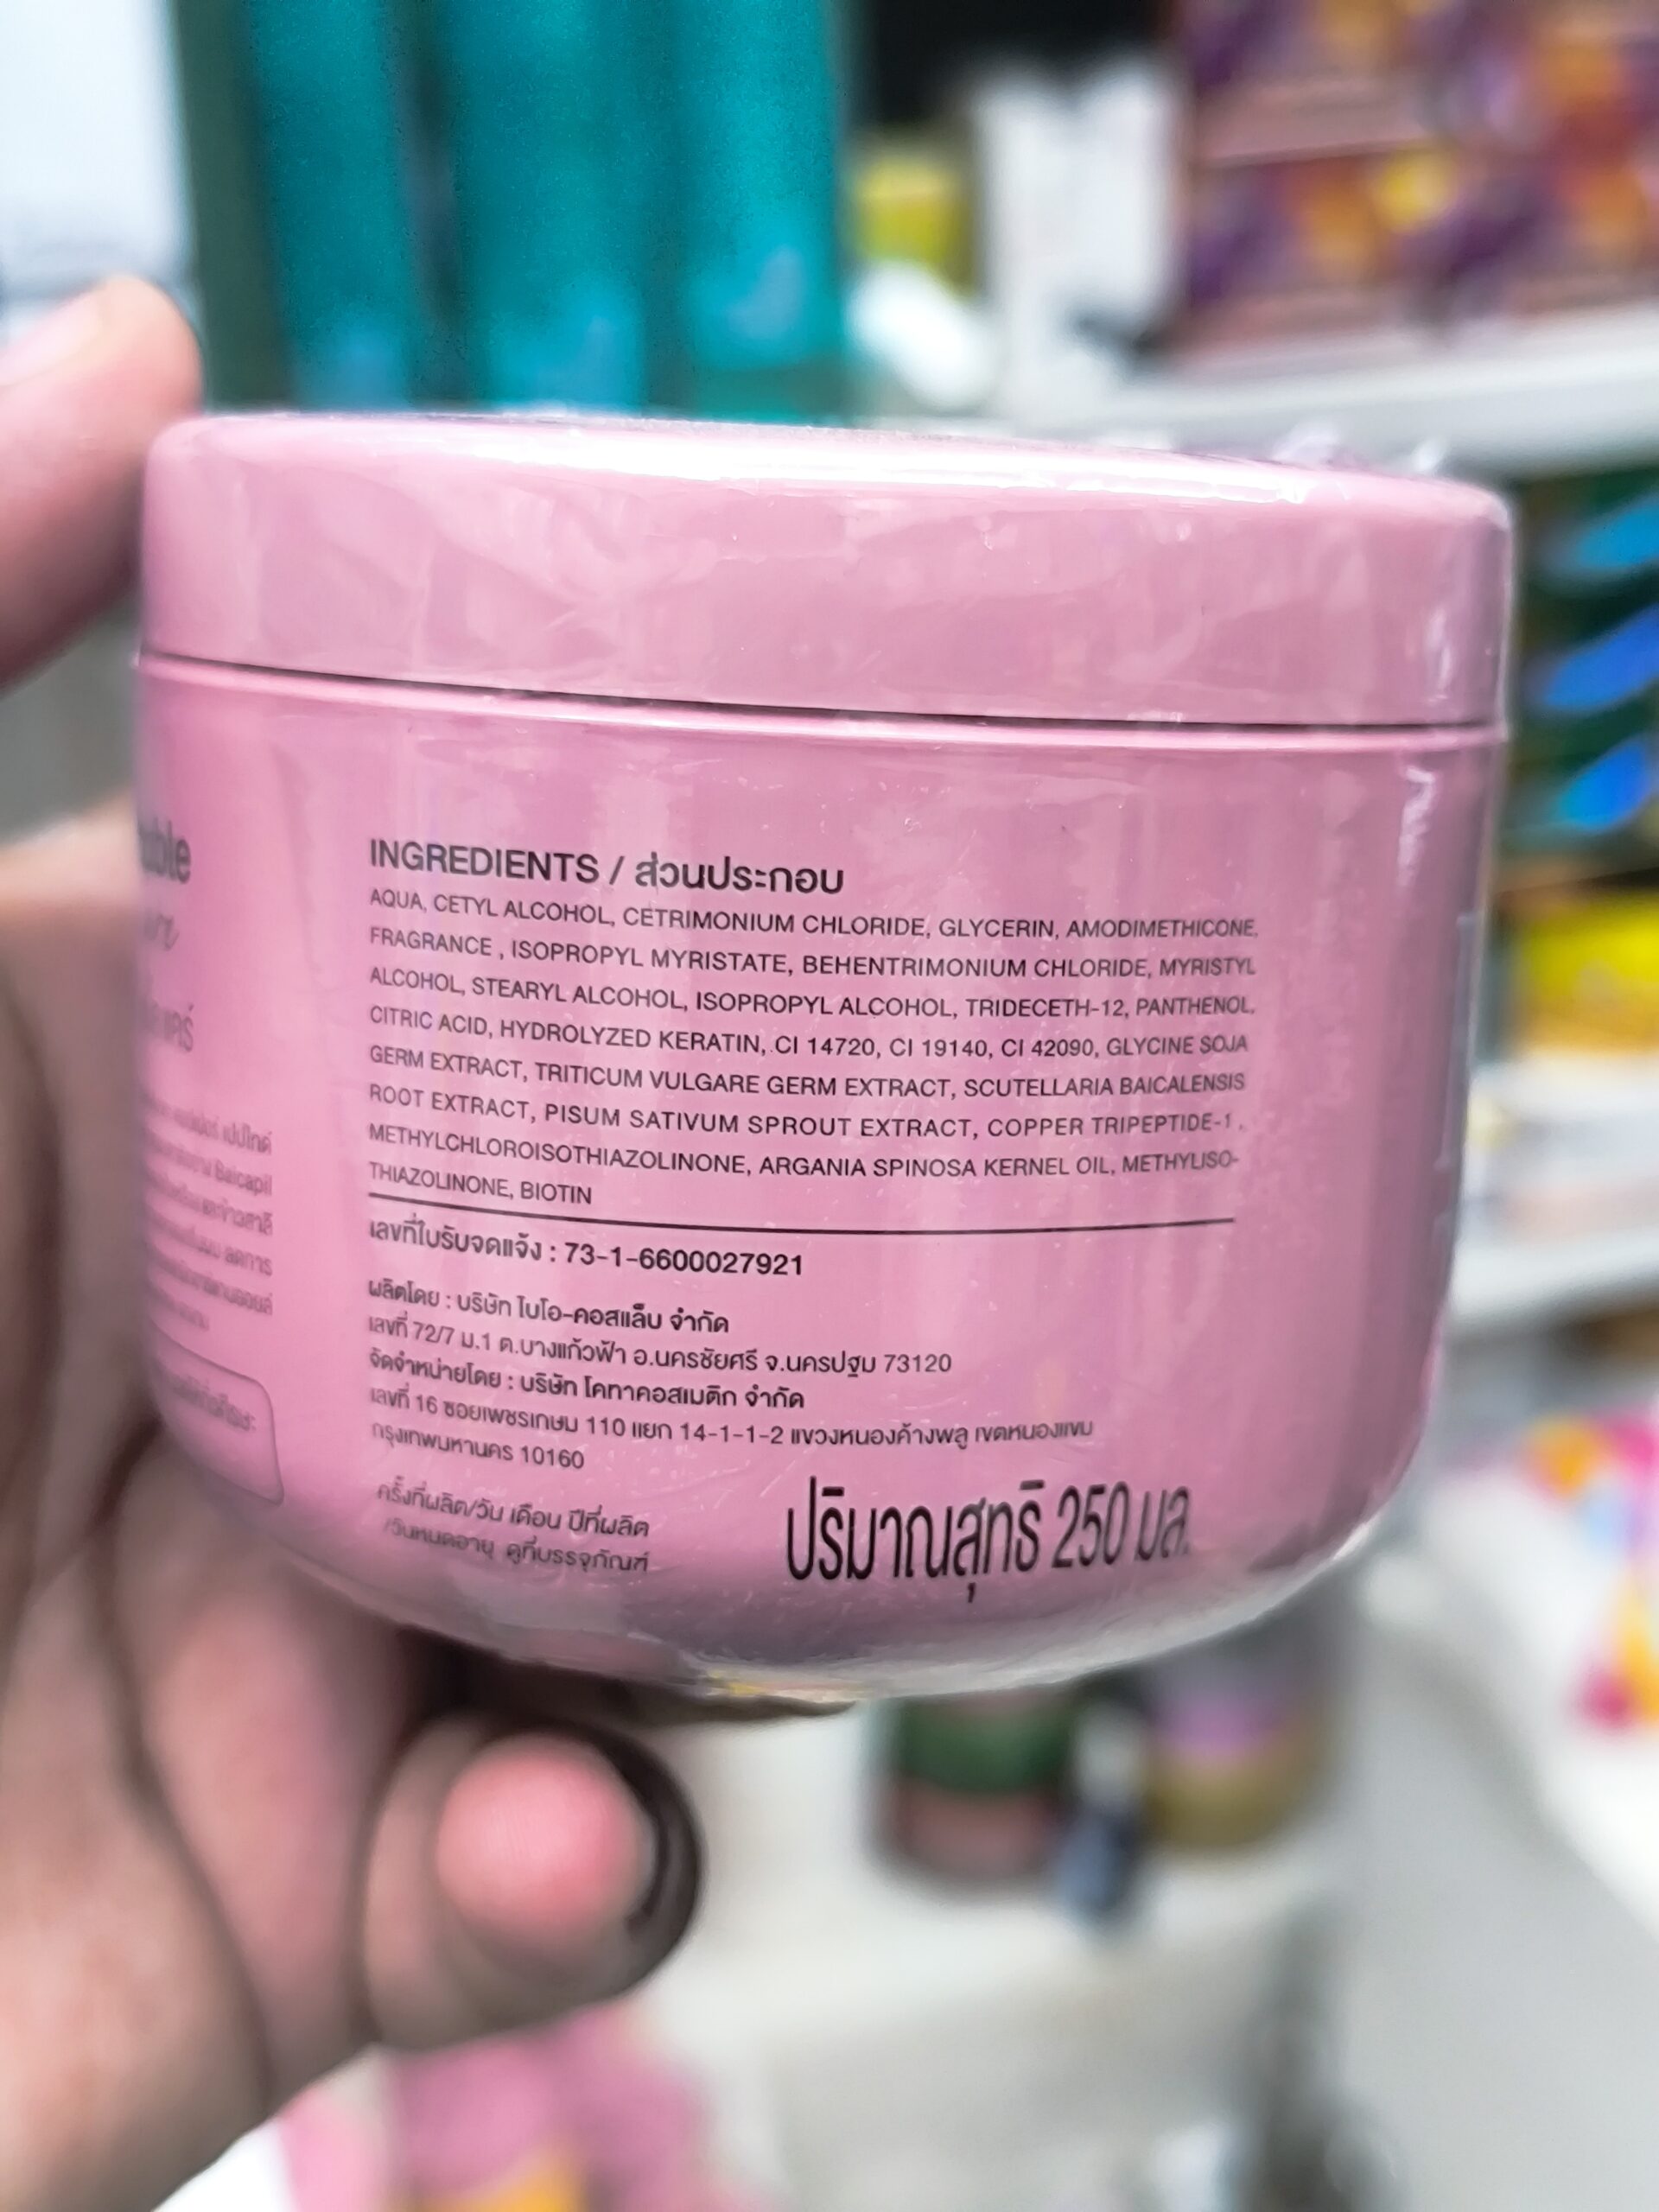 INGREDIENTS / ส่วนประกอบ
AQUA, CETYL ALCOHOL, CETRIMONIUM CHLORIDE, GLYCERIN, AMODIMETHICONE,
FRAGRANCE , ISOPROPYL MYRISTATE, BEHENTRIMONIUM CHLORIDE, MYRISTYL
ALCOHOL, STEARYL ALCOHOL, ISOPROPYL ALCOHOL, TRIDECETH-12, PANTHENOL,
CITRIC ACID, HYDROLYZED KERATIN, CI 14720, CI 19140, CI 42090, GLYCINE SOJA
GERM EXTRACT, TRITICUM VULGARE GERM EXTRACT, SCUTELLARIA BAICALENSIS
ROOT EXTRACT, PISUM SATIVUM SPROUT EXTRACT, COPPER TRIPEPTIDE-1 ,
METHYLCHLOROISOTHIAZOLINONE, ARGANIA SPINOSA KERNEL OIL, METHYLISO-
THIAZOLINONE, BIOTIN
เลขที่ใบรับจดแจ้ง : 73-1-6600027921
ผลิตโดย : บริษัท ไบโอ-คอสแล็บ จำกัด
เลขที่ 72/7 ม.1 ต.บางแก้วฟ้า อ.นครชัยศรี จ.นครปฐม 73120
จัดจำหน่ายโดย : บริษัท โคทาคอสเมติก จำกัด
เลขที่ 16 ซอยเพชรเกษม 110 แยก 14-1-1-2 แขวงหนองค้างพลู เขตหนองแขม
กรุงเทพมหานคร 10160
ครั้งที่ผลิต/วัน เดือน ปีที่ผลิต
/วันหมดอายุ ดูที่บรรจุภัณฑ์
ปริมาณสุทธิ 250 มล.
เปปไทด์
Baicapil
ลดการ